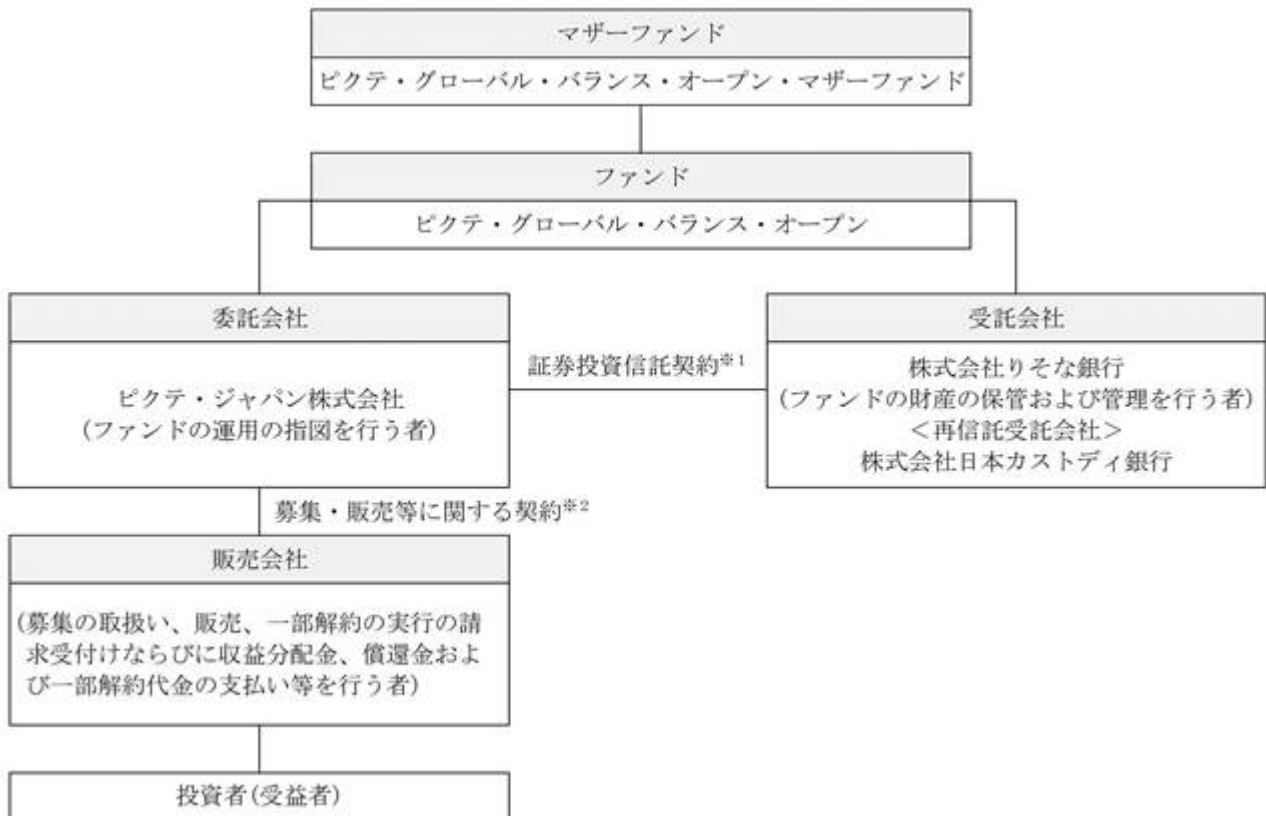 マザーファンド
ピクテ・グローバル・バランス・オープン・マザーファンド
ファンド
ピクテ・グローバル・バランス・オープン
委託会社
ピクテ・ジャパン株式会社
(ファンドの運用の指図を行う者)
証券投資信託契約※1
受託会社
株式会社りそな銀行
(ファンドの財産の保管および管理を行う者)
<再信託受託会社>
株式会社日本カストディ銀行
募集・販売等に関する契約※2
販売会社
(募集の取扱い、販売、一部解約の実行の請
求受付けならびに収益分配金、償還金およ
び一部解約代金の支払い等を行う者)
投資者(受益者)